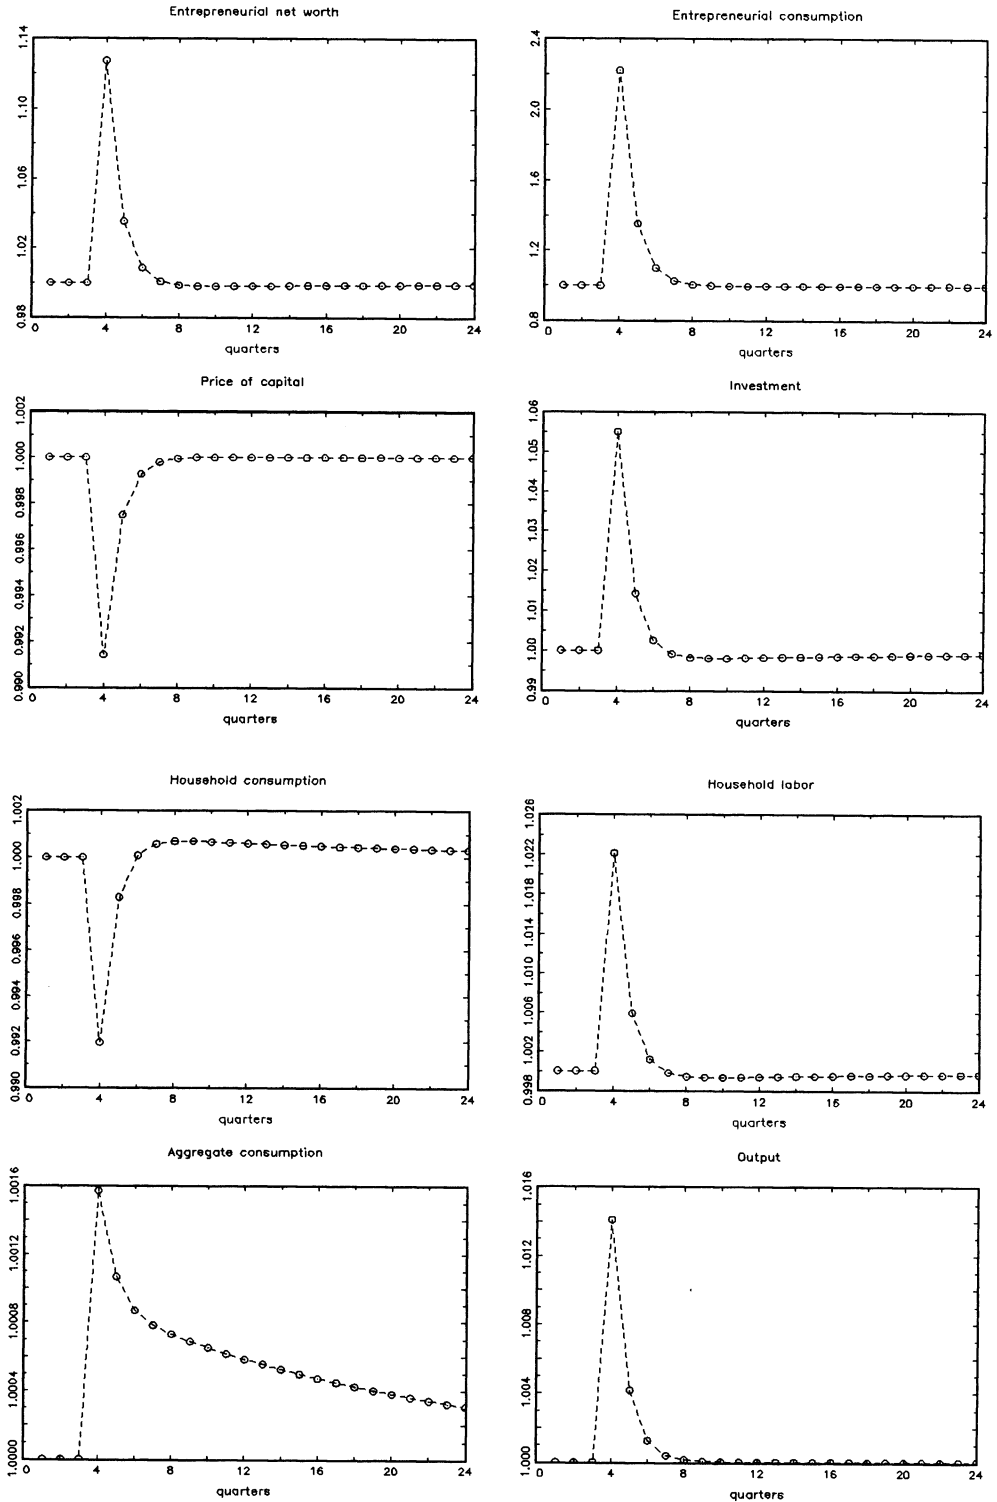 Entrepreneurial net worth
1.14
1.10
1.06
1.02
0.98
0 4 8 12 16 20 24
quarters
Entrepreneurial consumption
2.4
2.0
1.6
1.2
0.8
0 4 8 12 16 20 24
quarters
Price of capital
1.002
1.000
0.998
0.996
0.994
0.992
0.990
0 4 8 12 16 20 24
quarters
Investment
1.06
1.05
1.04
1.03
1.02
1.01
1.00
0.99
0 4 8 12 16 20 24
quarters
Household consumption
1.002
1.000
0.998
0.996
0.994
0.992
0.990
0 4 8 12 16 20 24
quarters
Household labor
1.026
1.022
1.018
1.014
1.010
1.006
1.002
0.998
0 4 8 12 16 20 24
quarters
Aggregate consumption
1.0016
1.0012
1.0008
1.0004
1.0000
0 4 8 12 16 20 24
quarters
Output
1.016
1.012
1.008
1.004
1.000
0 4 8 12 16 20 24
quarters